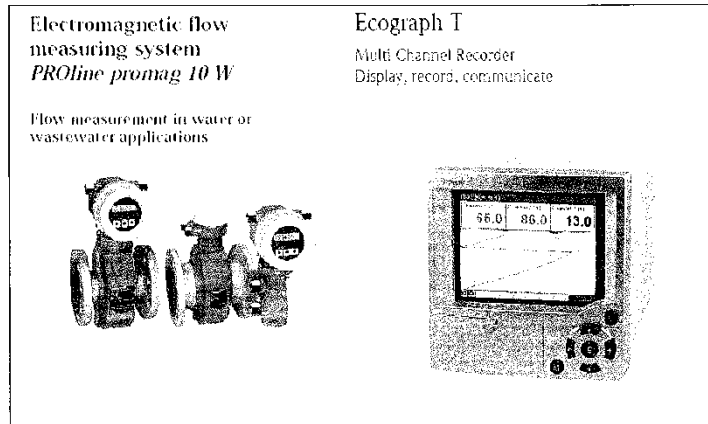 Electromagnetic flow
measuring system
PROline promag 10 W
Flow measurement in water or
wastewater applications
Ecograph T
Multi Channel Recorder
Display, record, communicate
66.0 86.0 13.0